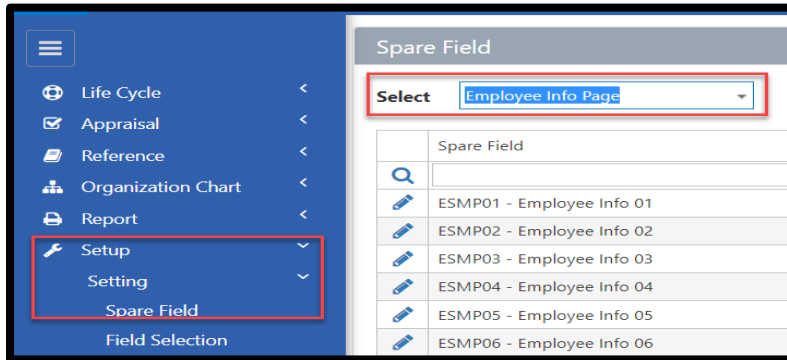 Spare Field
Life Cycle
Appraisal
Reference
Organization Chart
Report
Setup
Setting
Spare Field
Field Selection
Select Employee Info Page
Spare Field
ESMP01 - Employee Info 01
ESMP02 - Employee Info 02
ESMP03 - Employee Info 03
ESMP04 - Employee Info 04
ESMP05 - Employee Info 05
ESMP06 - Employee Info 06